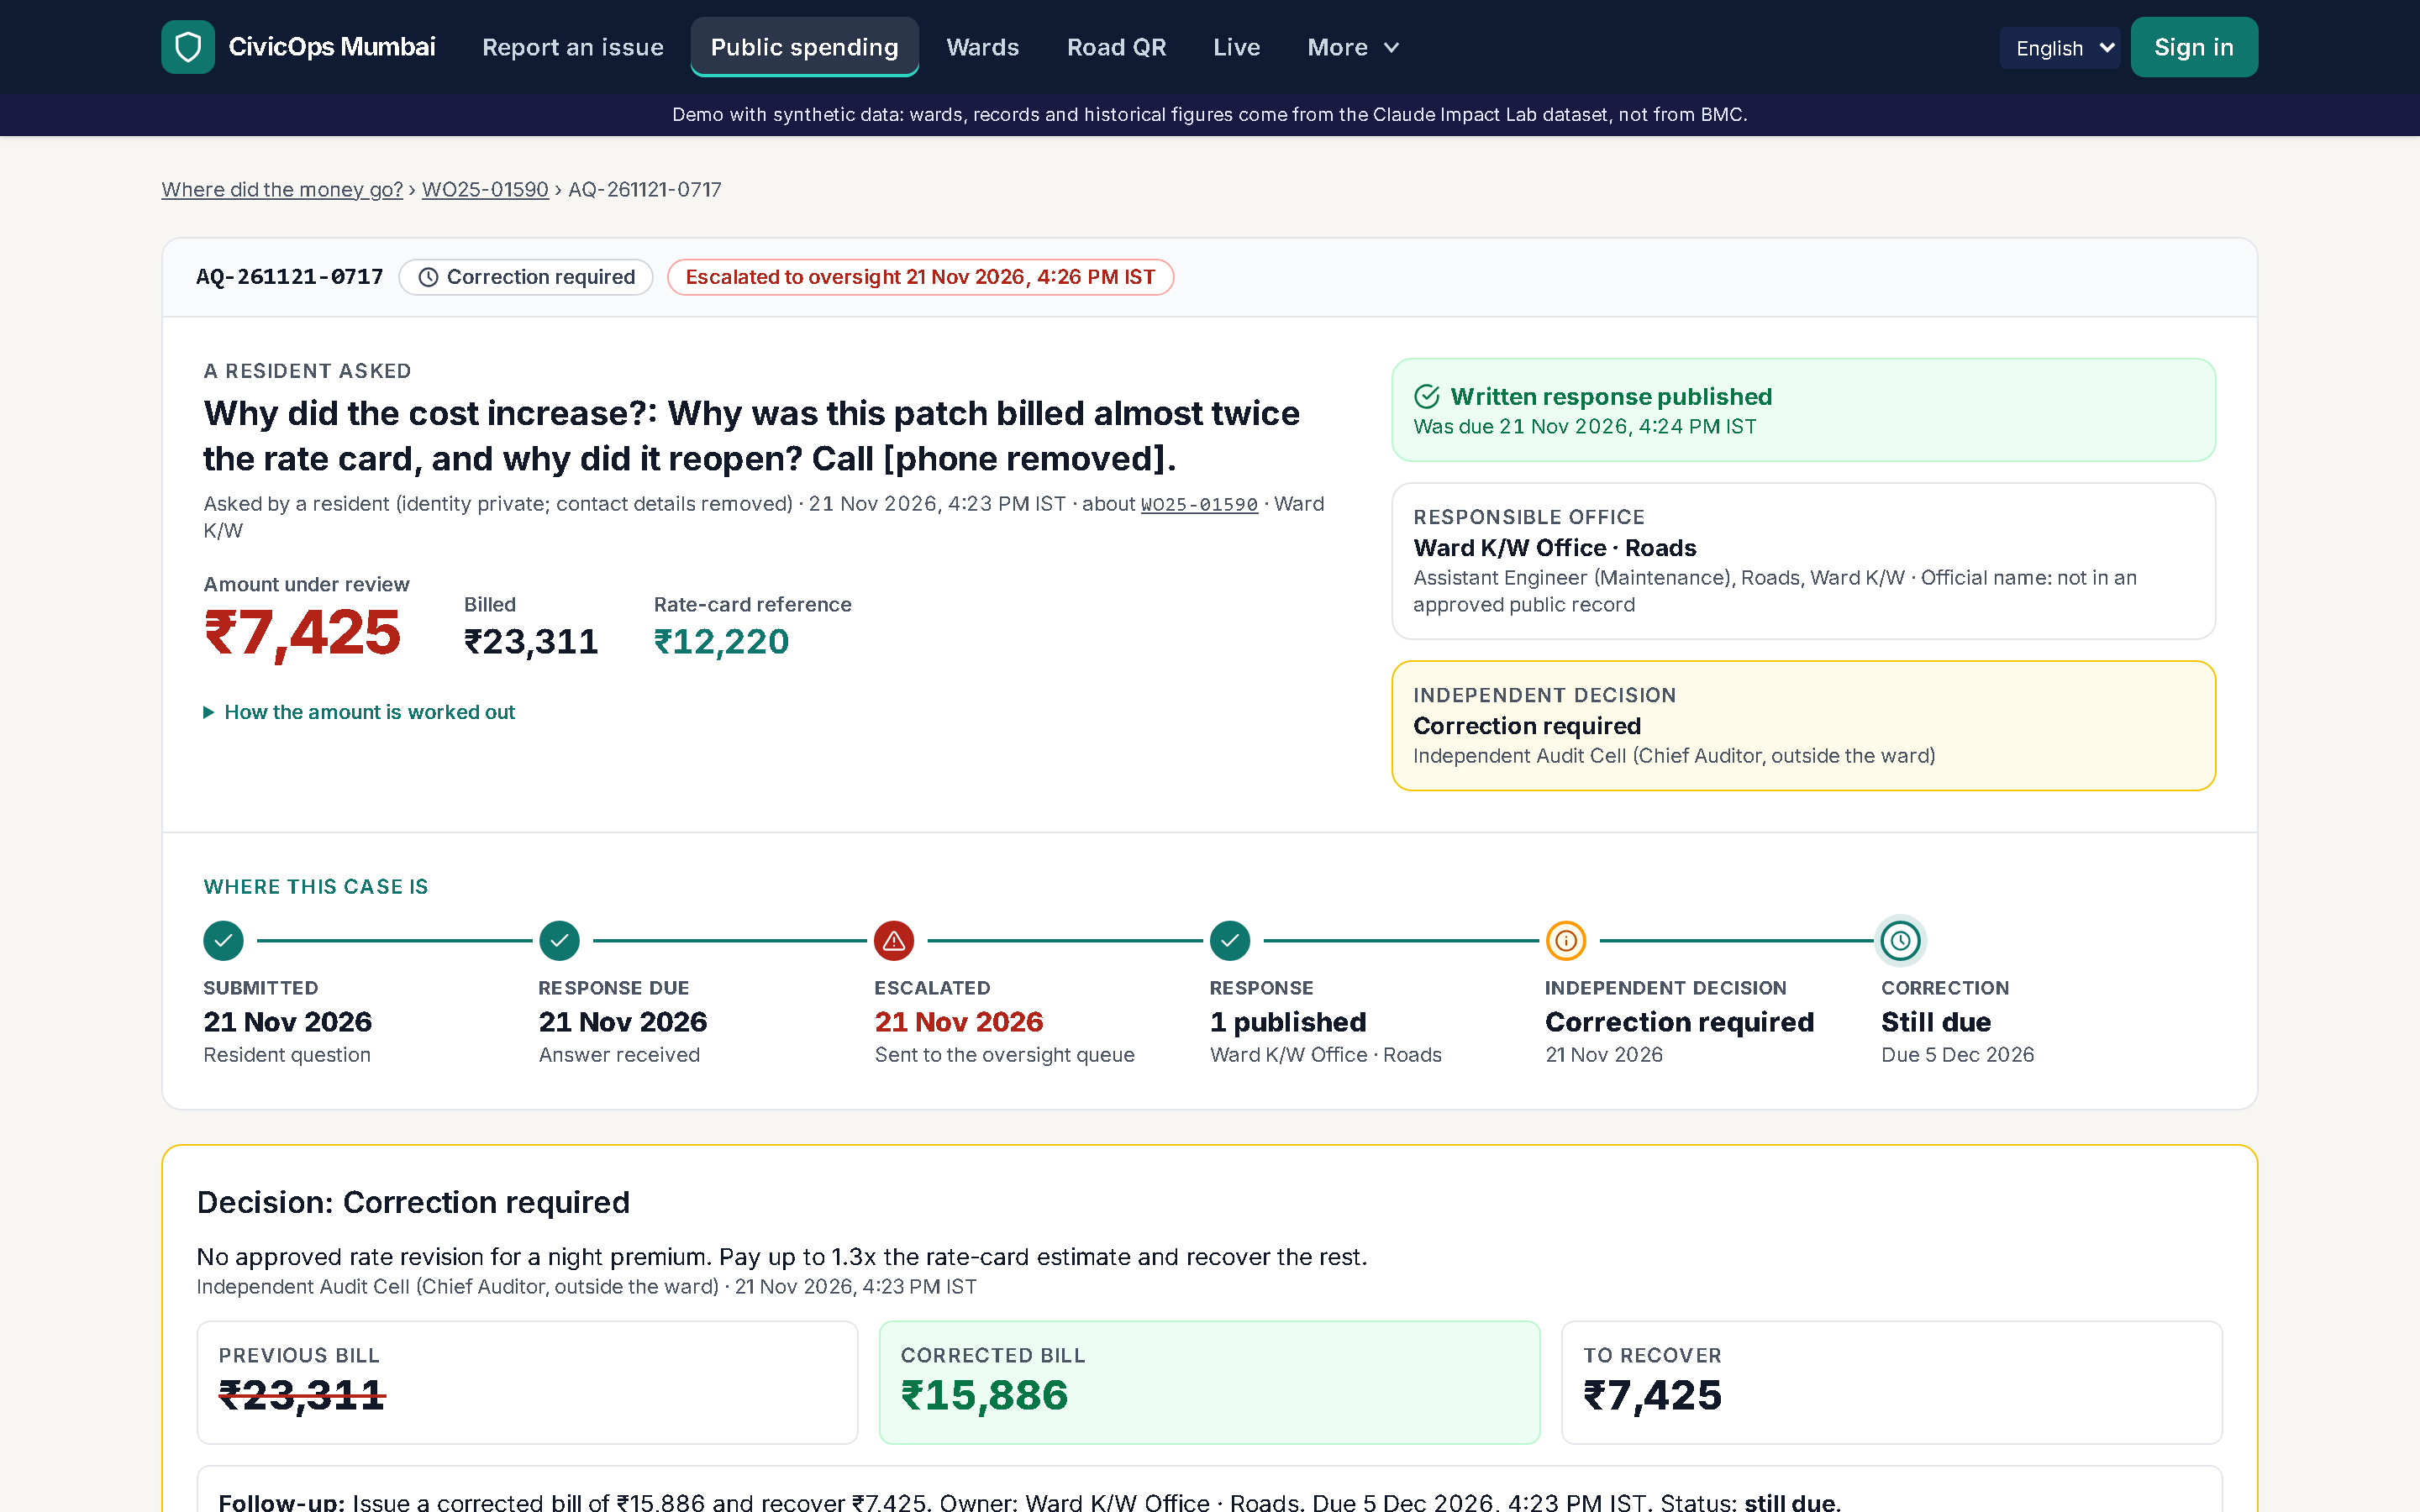 CivicOps Mumbai
Report an issue
Public spending
Wards
Road QR
Live
More
English
Sign in
Demo with synthetic data: wards, records and historical figures come from the Claude Impact Lab dataset, not from BMC.
Where did the money go? › WO25-01590 › AQ-261121-0717
AQ-261121-0717
Correction required
Escalated to oversight 21 Nov 2026, 4:26 PM IST
A RESIDENT ASKED
Why did the cost increase?: Why was this patch billed almost twice
the rate card, and why did it reopen? Call [phone removed].
Asked by a resident (identity private; contact details removed) · 21 Nov 2026, 4:23 PM IST · about WO25-01590 · Ward
K/W
Amount under review
₹7,425
Billed
₹23,311
Rate-card reference
₹12,220
How the amount is worked out
Written response published
Was due 21 Nov 2026, 4:24 PM IST
RESPONSIBLE OFFICE
Ward K/W Office · Roads
Assistant Engineer (Maintenance), Roads, Ward K/W · Official name: not in an
approved public record
INDEPENDENT DECISION
Correction required
Independent Audit Cell (Chief Auditor, outside the ward)
WHERE THIS CASE IS
SUBMITTED
21 Nov 2026
Resident question
RESPONSE DUE
21 Nov 2026
Answer received
ESCALATED
21 Nov 2026
Sent to the oversight queue
RESPONSE
1 published
Ward K/W Office · Roads
INDEPENDENT DECISION
Correction required
21 Nov 2026
CORRECTION
Still due
Due 5 Dec 2026
Decision: Correction required
No approved rate revision for a night premium. Pay up to 1.3x the rate-card estimate and recover the rest.
Independent Audit Cell (Chief Auditor, outside the ward) · 21 Nov 2026, 4:23 PM IST
PREVIOUS BILL
₹23,311
CORRECTED BILL
₹15,886
TO RECOVER
₹7,425
Follow-up: Issue a corrected bill of ₹15,886 and recover ₹7,425. Owner: Ward K/W Office · Roads. Due 5 Dec 2026, 4:23 PM IST. Status: still due.